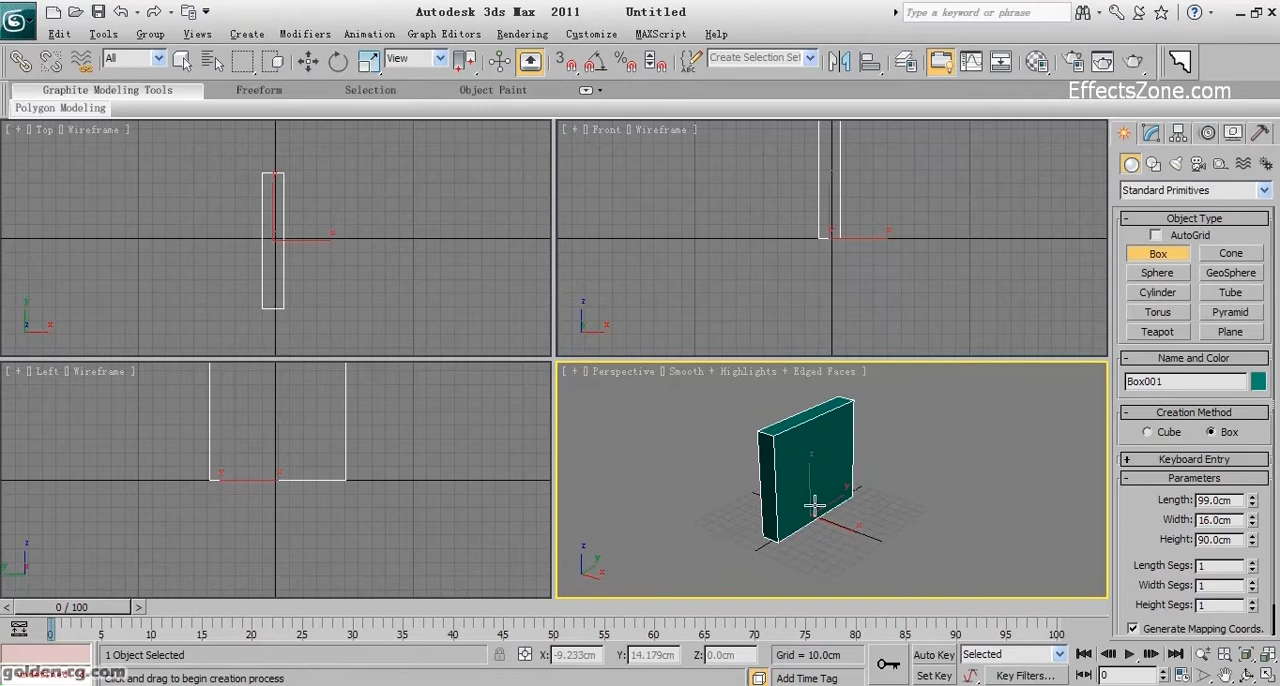 Autodesk 3ds Max 2011 Untitled
Type a keyword or phrase
Edit Tools Group Views Create Modifiers Animation Graph Editors Rendering Customize MAXScript Help
All View 3 Create Selection Set
Graphite Modeling Tools Freeform Selection Object Paint
EffectsZone.com
Polygon Modeling
[ + ] [] Top [] Wireframe ]
[ + [] Front [] Wireframe ]
Standard Primitives
- Object Type
AutoGrid
Box Cone
Sphere GeoSphere
Cylinder Tube
Torus Pyramid
Teapot Plane
- Name and Color
[ + [] Left [] Wireframe ]
[ + [] Perspective [] Smooth + Highlights + Edged Faces ]
Box001
- Creation Method
Cube Box
+ Keyboard Entry
- Parameters
Length: 99.0cm
Width: 16.0cm
Height: 90.0cm
Length Segs: 1
Width Segs: 1
Height Segs: 1
Generate Mapping Coords.
< 0 / 100 >
0 5 10 15 20 25 30 35 40 45 50 55 60 65 70 75 80 85 90 95 100
1 Object Selected X: -9.233cm Y: 14.179cm Z: 0.0cm Grid = 10.0cm Auto Key Selected
golden-cg.com Click and drag to begin creation process Add Time Tag Set Key Key Filters... 0